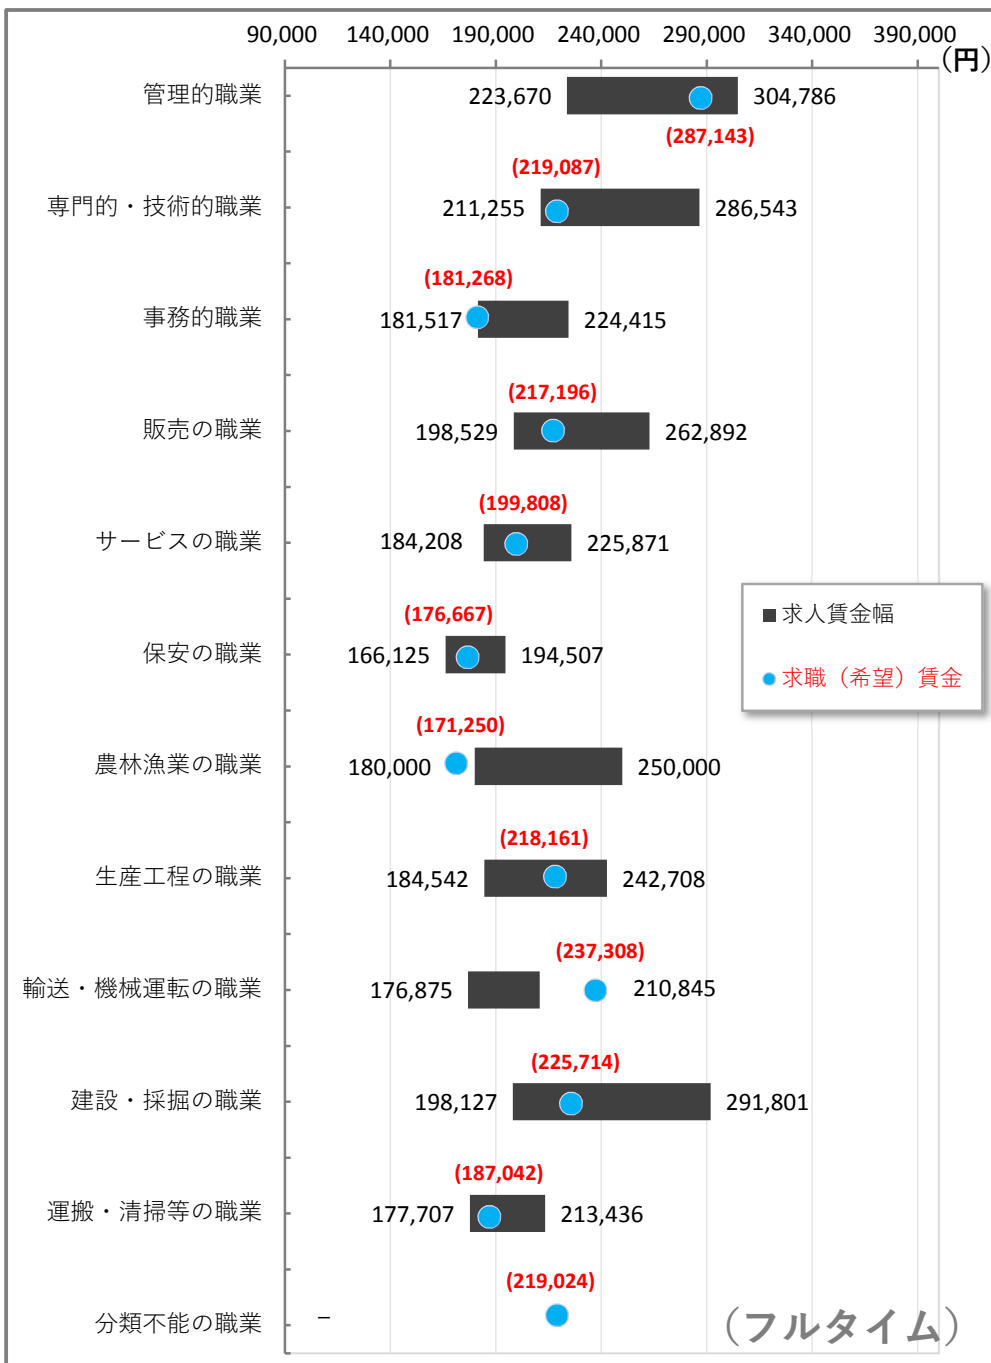 90,000 140,000 190,000 240,000 290,000 340,000 390,000
(円)
管理的職業 223,670 304,786
(287,143)
(219,087)
専門的・技術的職業 211,255 286,543
(181,268)
事務的職業 181,517 224,415
(217,196)
販売の職業 198,529 262,892
(199,808)
サービスの職業 184,208 225,871
■ 求人賃金幅
(176,667)
保安の職業 166,125 194,507
● 求職（希望）賃金
(171,250)
農林漁業の職業 180,000 250,000
(218,161)
生産工程の職業 184,542 242,708
(237,308)
輸送・機械運転の職業 176,875 210,845
(225,714)
建設・採掘の職業 198,127 291,801
(187,042)
運搬・清掃等の職業 177,707 213,436
(219,024)
分類不能の職業 –
（フルタイム）